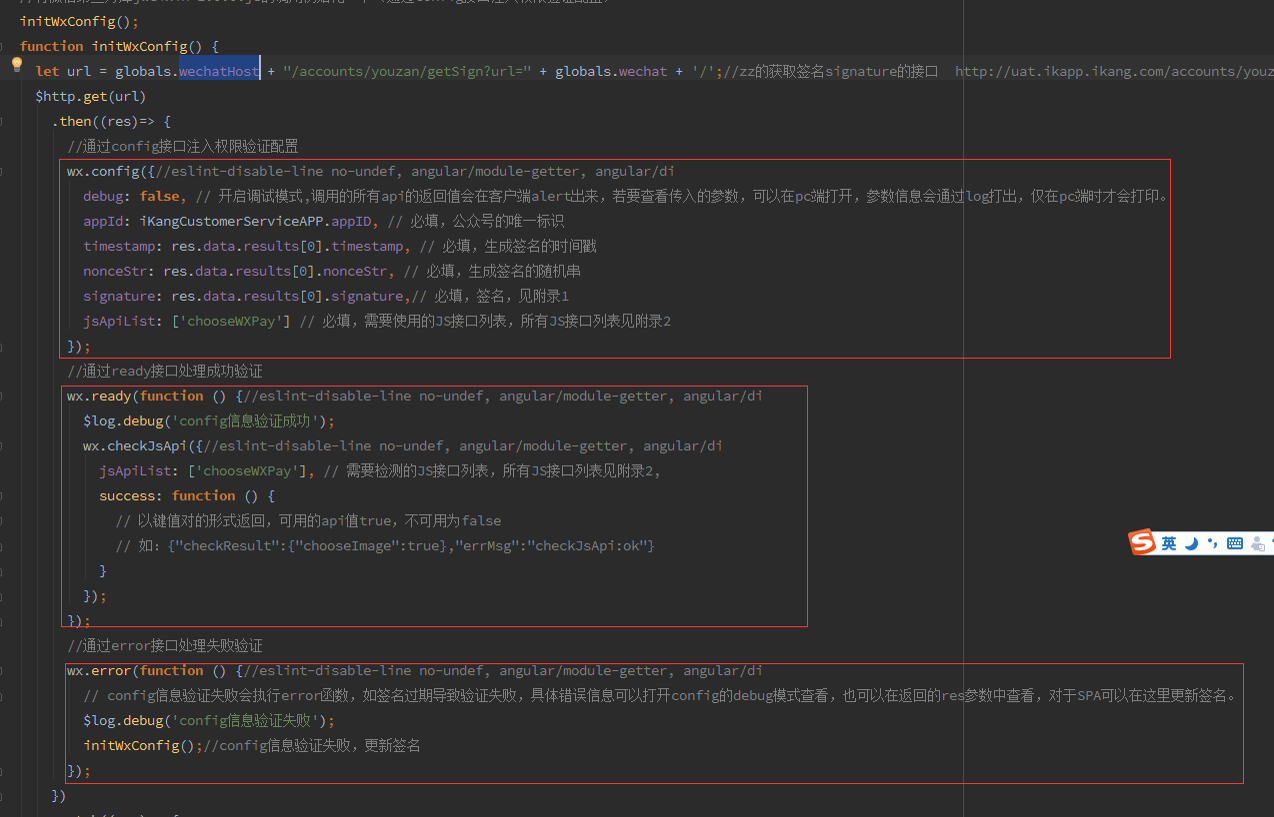 initWxConfig();
function initWxConfig() {
let url = globals.wechatHost + "/accounts/youzan/getSign?url=" + globals.wechat + '/';//zz的获取签名signature的接口 http://uat.ikapp.ikang.com/accounts/youz
$http.get(url)
.then((res)=> {
//通过config接口注入权限验证配置
wx.config({//eslint-disable-line no-undef, angular/module-getter, angular/di
debug: false, // 开启调试模式,调用的所有api的返回值会在客户端alert出来，若要查看传入的参数，可以在pc端打开，参数信息会通过log打出，仅在pc端时才会打印。
appId: iKangCustomerServiceAPP.appID, // 必填，公众号的唯一标识
timestamp: res.data.results[0].timestamp, // 必填，生成签名的时间戳
nonceStr: res.data.results[0].nonceStr, // 必填，生成签名的随机串
signature: res.data.results[0].signature,// 必填，签名，见附录1
jsApiList: ['chooseWXPay'] // 必填，需要使用的JS接口列表，所有JS接口列表见附录2
});
//通过ready接口处理成功验证
wx.ready(function () {//eslint-disable-line no-undef, angular/module-getter, angular/di
$log.debug('config信息验证成功');
wx.checkJsApi({//eslint-disable-line no-undef, angular/module-getter, angular/di
jsApiList: ['chooseWXPay'], // 需要检测的JS接口列表，所有JS接口列表见附录2,
success: function () {
// 以键值对的形式返回，可用的api值true，不可用为false
// 如：{"checkResult":{"chooseImage":true},"errMsg":"checkJsApi:ok"}
}
});
});
//通过error接口处理失败验证
wx.error(function () {//eslint-disable-line no-undef, angular/module-getter, angular/di
// config信息验证失败会执行error函数，如签名过期导致验证失败，具体错误信息可以打开config的debug模式查看，也可以在返回的res参数中查看，对于SPA可以在这里更新签名。
$log.debug('config信息验证失败');
initWxConfig();//config信息验证失败，更新签名
});
})
英